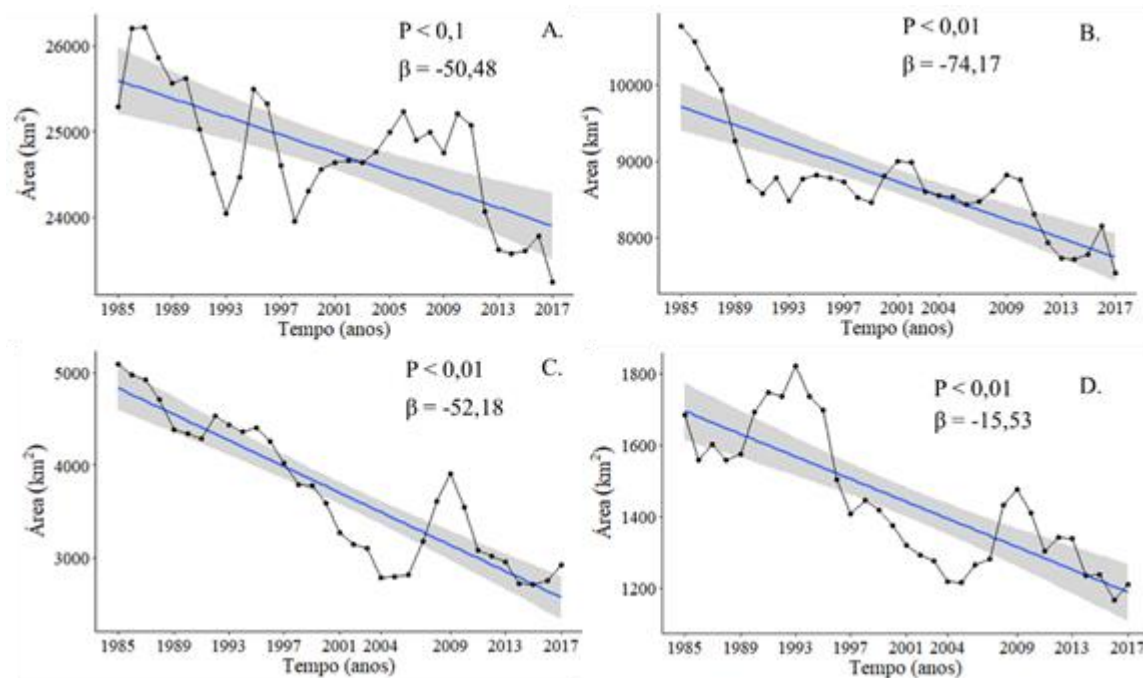 P < 0,1
A.
β = -50,48
Área (km²)
26000
25000
24000
1985 1989 1993 1997 2001 2005 2009 2013 2017
Tempo (anos)
P < 0,01
B.
β = -74,17
Área (km²)
10000
9000
8000
1985 1989 1993 1997 2001 2004 2009 2013 2017
Tempo (anos)
P < 0,01
C.
β = -52,18
Área (km²)
5000
4000
3000
1985 1989 1993 1997 2001 2004 2009 2013 2017
Tempo (anos)
P < 0,01
D.
β = -15,53
Área (km²)
1800
1600
1400
1200
1985 1989 1993 1997 2001 2004 2009 2013 2017
Tempo (anos)